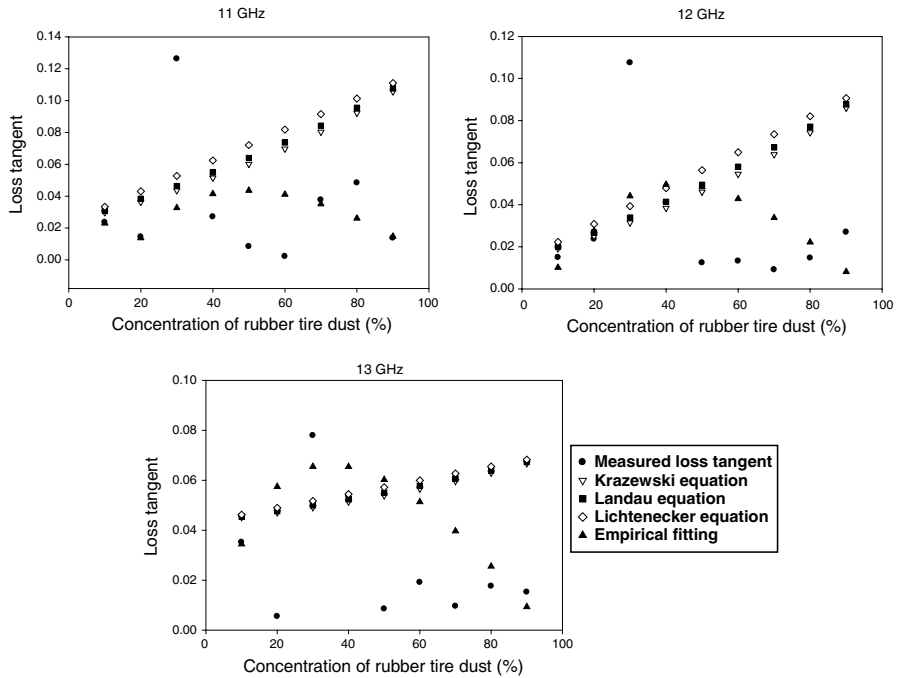 11 GHz
0.14
0.12
0.10
0.08
0.06
0.04
0.02
0.00
Loss tangent
0 20 40 60 80 100
Concentration of rubber tire dust (%)
12 GHz
0.12
0.10
0.08
0.06
0.04
0.02
0.00
Loss tangent
0 20 40 60 80 100
Concentration of rubber tire dust (%)
13 GHz
0.10
0.08
0.06
0.04
0.02
0.00
Loss tangent
0 20 40 60 80 100
Concentration of rubber tire dust (%)
Measured loss tangent
Krazewski equation
Landau equation
Lichtenecker equation
Empirical fitting